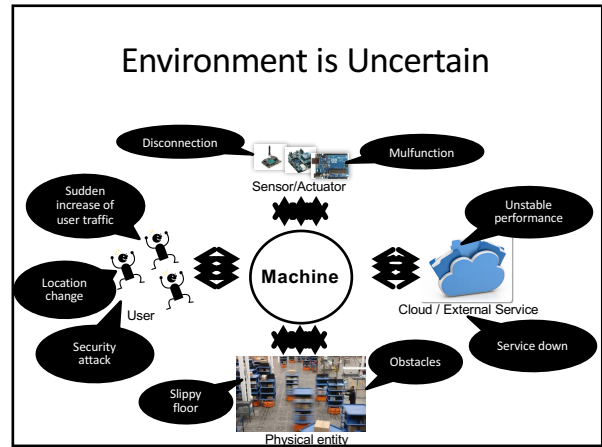 Environment is Uncertain
Disconnection
Mulfunction
Sensor/Actuator
Sudden
increase of
user traffic
Unstable
performance
Location
change
User
Machine
Cloud / External Service
Security
attack
Service down
Obstacles
Slippy
floor
Physical entity